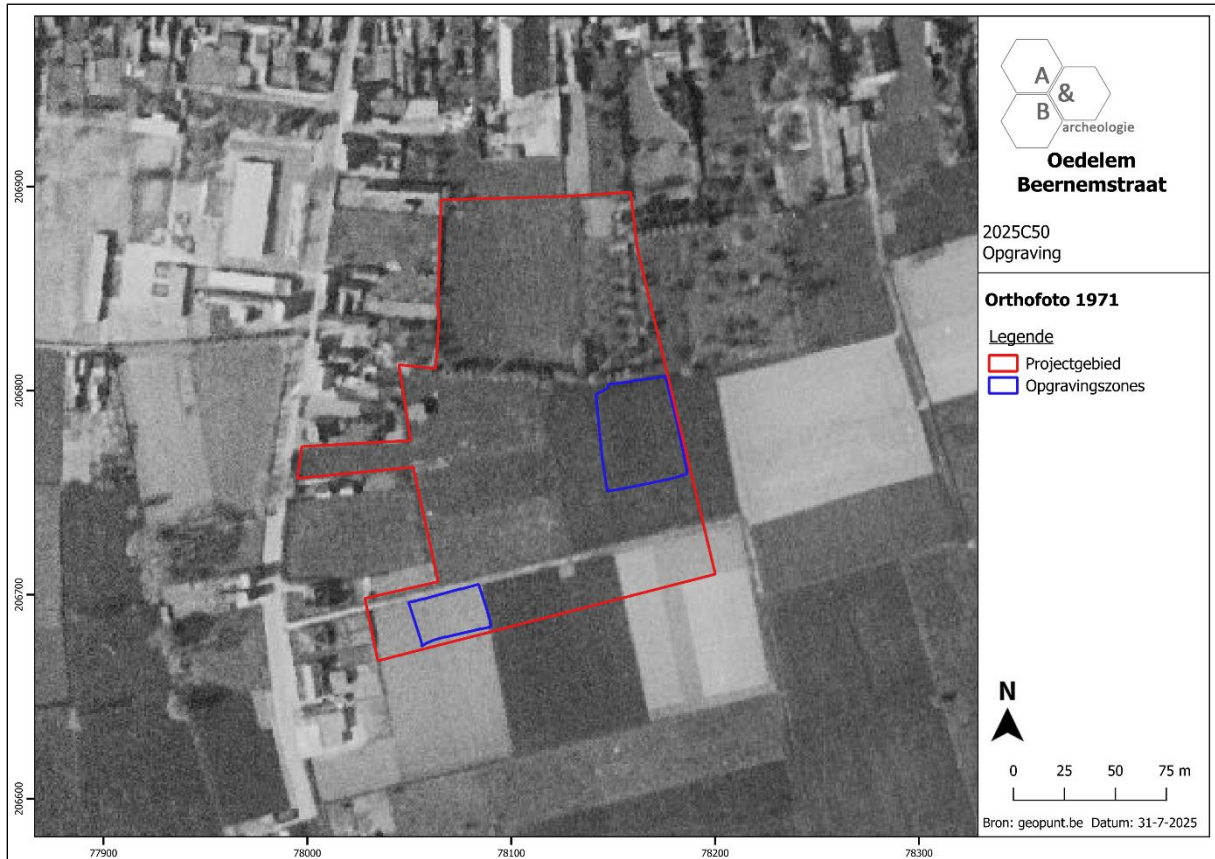 A
&
B
archeologie
Oedelem
Beernemstraat
2025C50
Opgraving
Orthofoto 1971
Legende
Projectgebied
Opgravingszones
N
0 25 50 75 m
Bron: geopunt.be Datum: 31-7-2025
206900
206800
206700
206600
77900 78000 78100 78200 78300